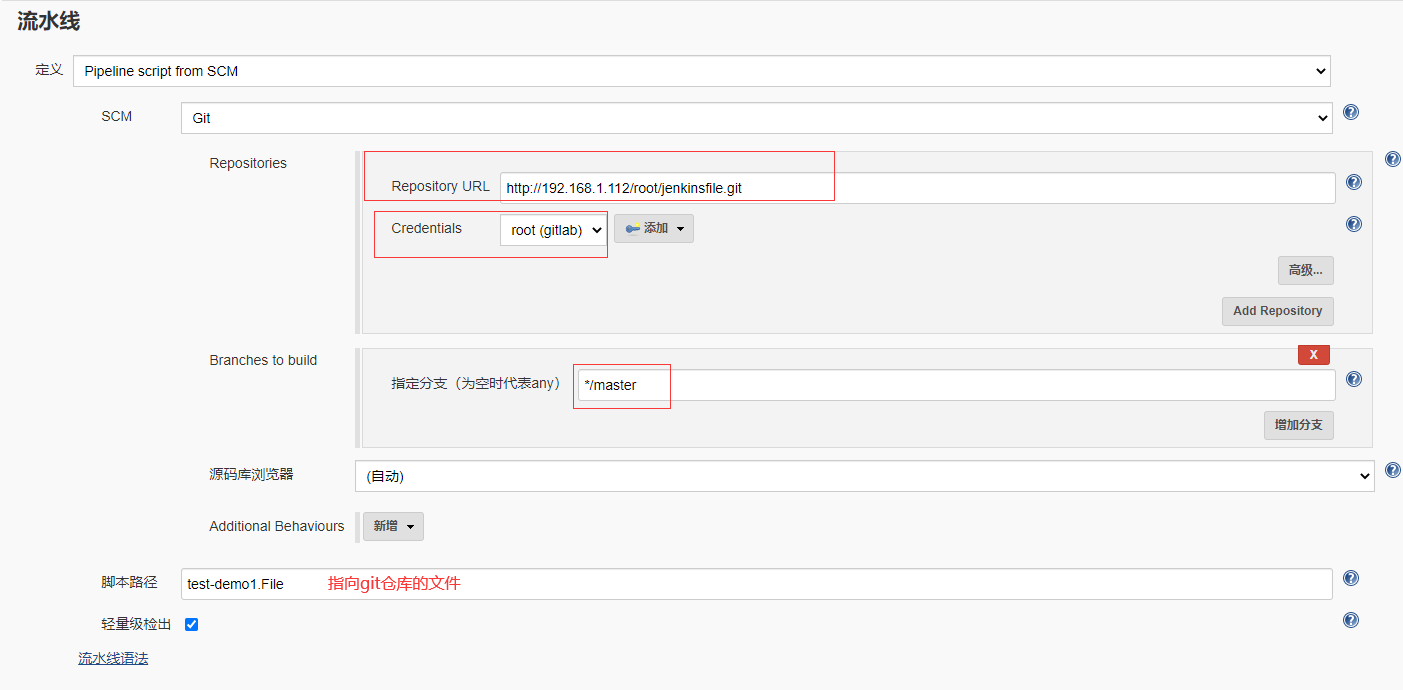 流水线
定义 Pipeline script from SCM
SCM Git
Repositories
Repository URL http://192.168.1.112/root/jenkinsfile.git
Credentials root (gitlab) 添加
高级...
Add Repository
Branches to build
X
指定分支（为空时代表any） */master
增加分支
源码库浏览器 (自动)
Additional Behaviours 新增
脚本路径 test-demo1.File 指向git仓库的文件
轻量级检出
流水线语法